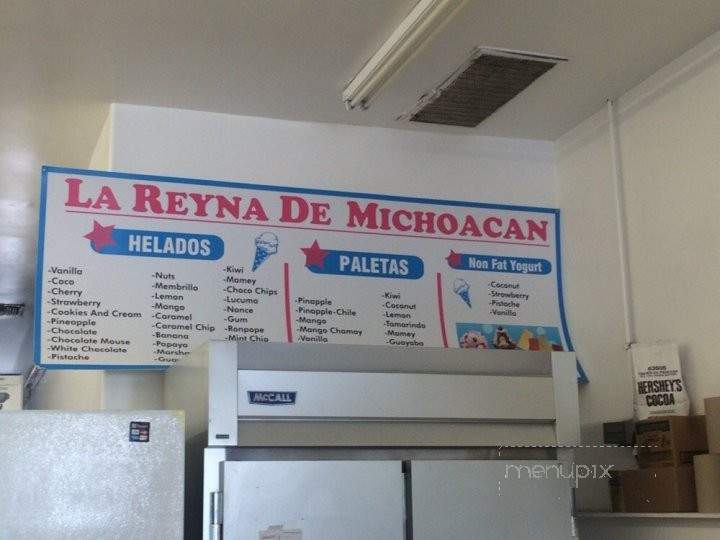 LA REYNA DE MICHOACAN
HELADOS
-Vanilla
-Coco
-Cherry
-Strawberry
-Cookies And Cream
-Pineapple
-Chocolate
-Chocolate Mouse
-White Chocolate
-Pistache
-Nuts
-Membrillo
-Lemon
-Mango
-Caramel
-Caramel Chip
-Banana
-Papaya
-Kiwi
-Mamey
-Choco Chips
-Lucuma
-Nance
-Gum
-Ronpope
-Mint Chip
PALETAS
-Pinapple
-Pinapple-Chile
-Mango
-Mango Chamoy
-Vanilla
-Kiwi
-Coconut
-Lemon
-Tamarindo
-Mamey
-Guayaba
Non Fat Yogurt
-Coconut
-Strawberry
-Pistache
-Vanilla
McCALL
HERSHEY'S
COCOA
menupix